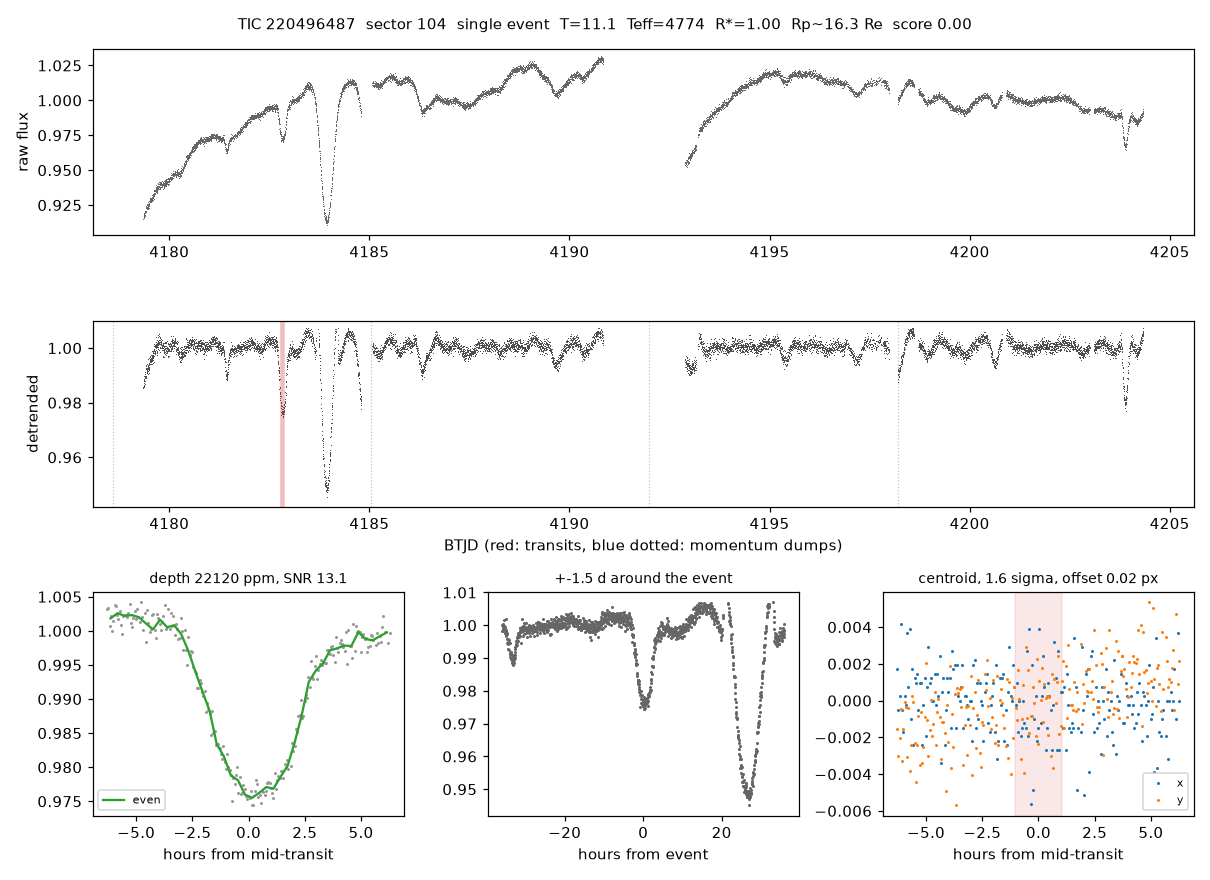 TIC 220496487  sector 104  single event  T=11.1  Teff=4774  R*=1.00  Rp~16.3 Re  score 0.00
raw flux
1.025
1.000
0.975
0.950
0.925
4180 4185 4190 4195 4200 4205
detrended
1.00
0.98
0.96
4180 4185 4190 4195 4200 4205
BTJD (red: transits, blue dotted: momentum dumps)
depth 22120 ppm, SNR 13.1
1.005
1.000
0.995
0.990
0.985
0.980
0.975
even
−5.0 −2.5 0.0 2.5 5.0
hours from mid-transit
+-1.5 d around the event
1.01
1.00
0.99
0.98
0.97
0.96
0.95
−20 0 20
hours from event
centroid, 1.6 sigma, offset 0.02 px
0.004
0.002
0.000
−0.002
−0.004
−0.006
x
y
−5.0 −2.5 0.0 2.5 5.0
hours from mid-transit